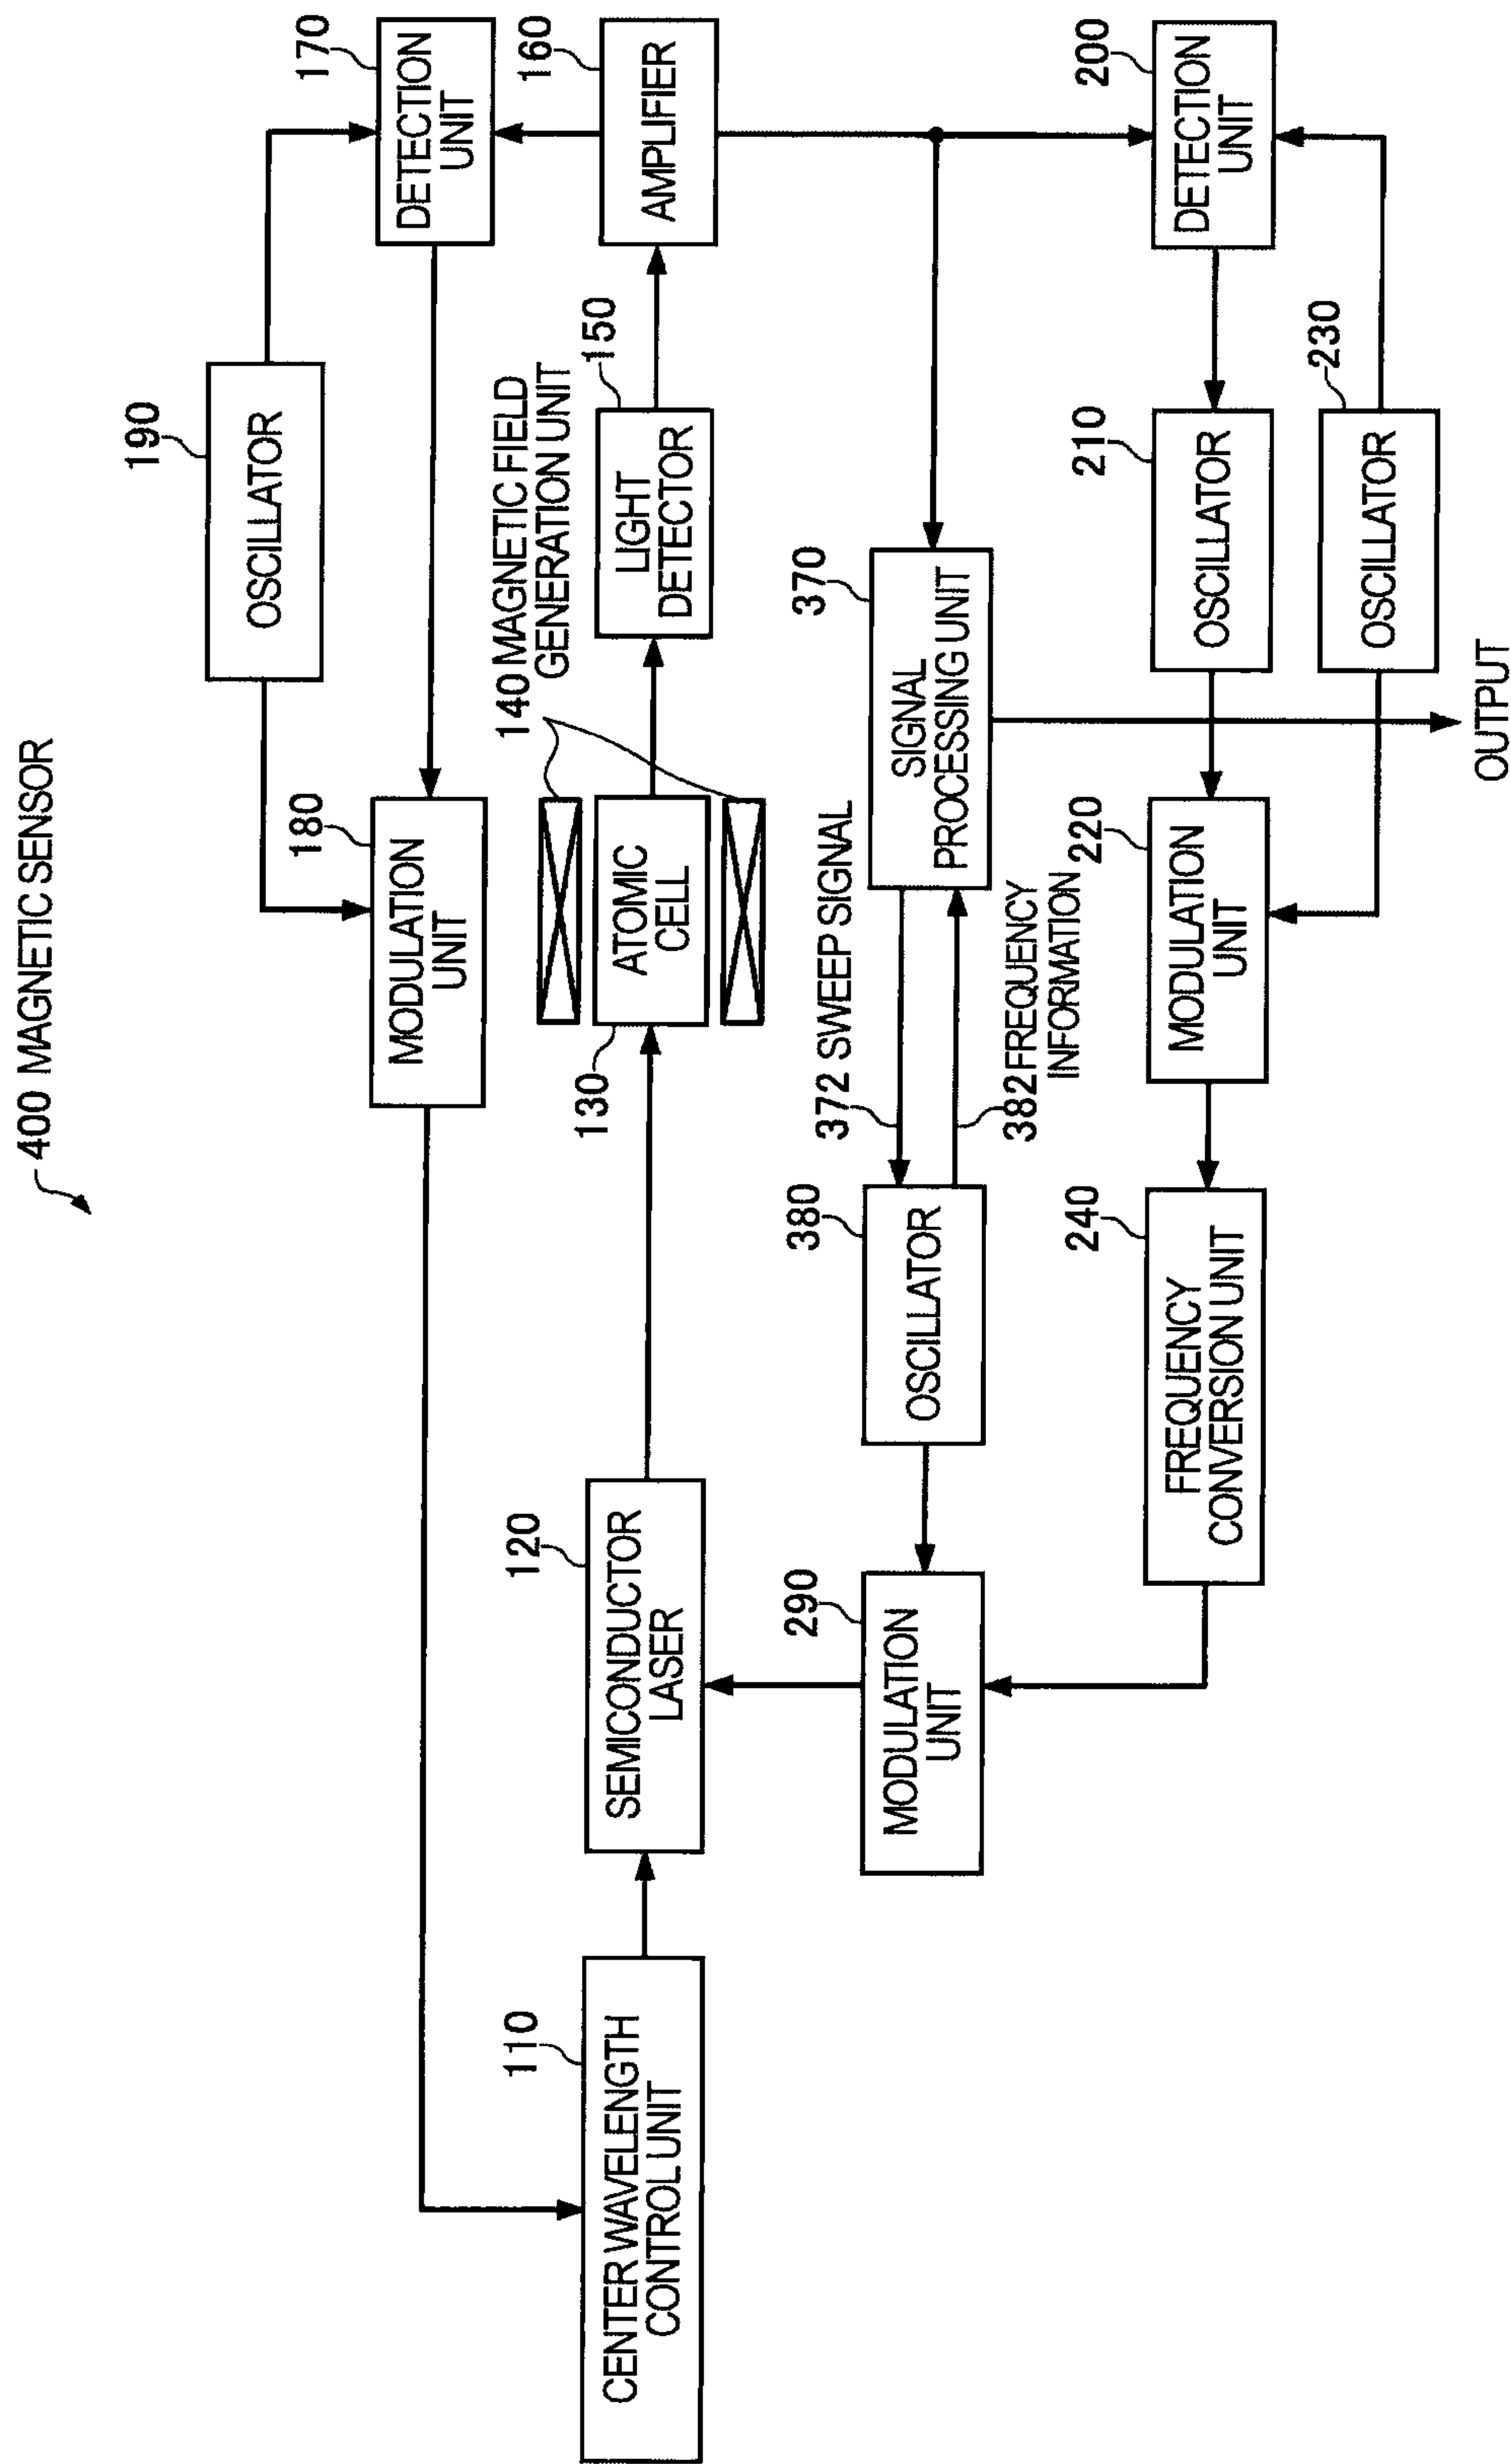 400 MAGNETIC SENSOR
190
OSCILLATOR
180
MODULATION
UNIT
170
DETECTION
UNIT
140 MAGNETIC FIELD
GENERATION UNIT
110
CENTER WAVELENGTH
CONTROL UNIT
120
SEMICONDUCTOR
LASER
130
ATOMIC
CELL
150
LIGHT
DETECTOR
160
AMPLIFIER
290
MODULATION
UNIT
380
OSCILLATOR
372 SWEEP SIGNAL
382 FREQUENCY
INFORMATION
370
SIGNAL
PROCESSING UNIT
240
FREQUENCY
CONVERSION UNIT
220
MODULATION
UNIT
210
OSCILLATOR
200
DETECTION
UNIT
230
OSCILLATOR
OUTPUT